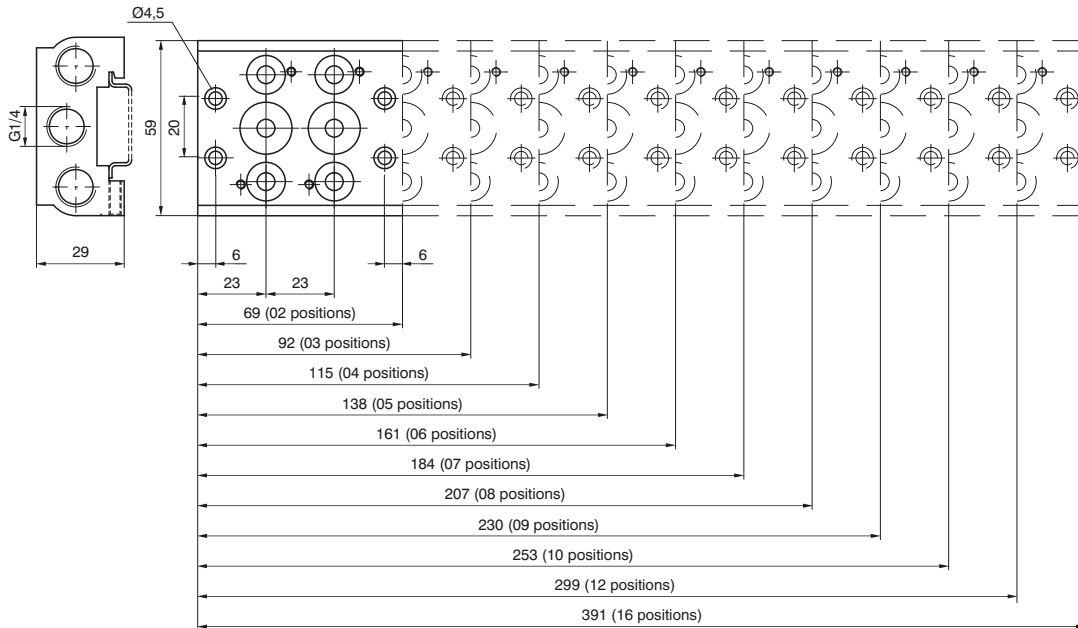 Ø4,5
G1/4
59
20
29
6
6
23
23
69 (02 positions)
92 (03 positions)
115 (04 positions)
138 (05 positions)
161 (06 positions)
184 (07 positions)
207 (08 positions)
230 (09 positions)
253 (10 positions)
299 (12 positions)
391 (16 positions)